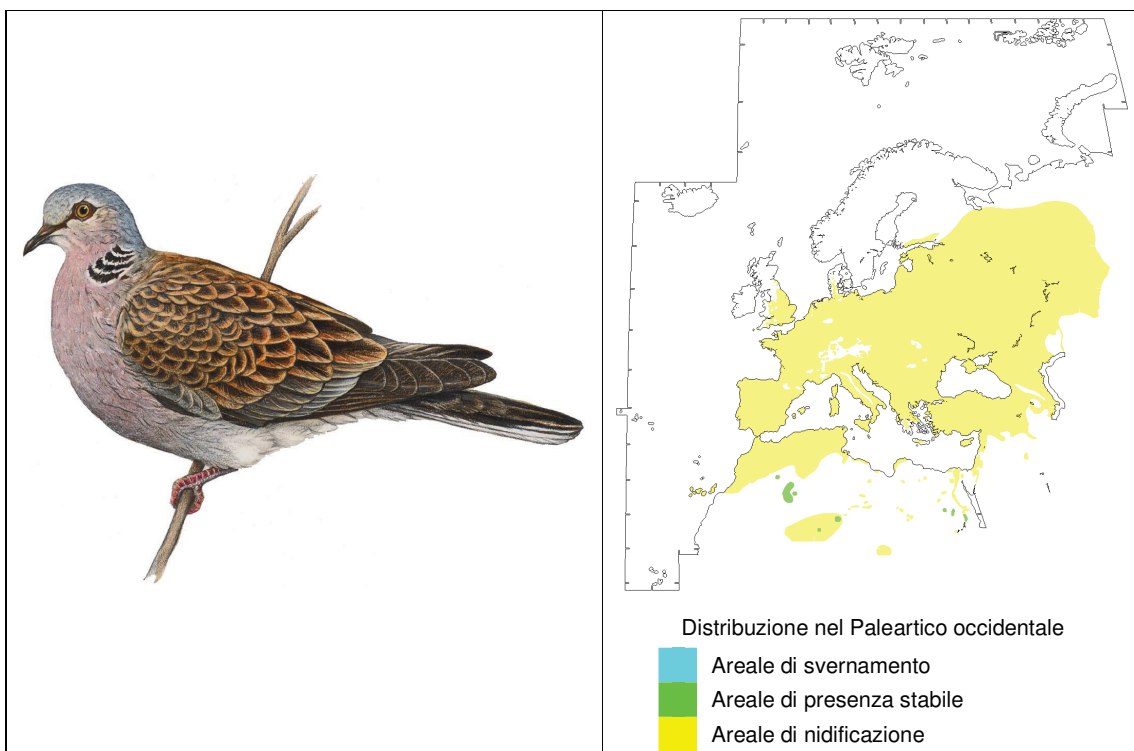 Distribuzione nel Paleartico occidentale
Areale di svernamento
Areale di presenza stabile
Areale di nidificazione